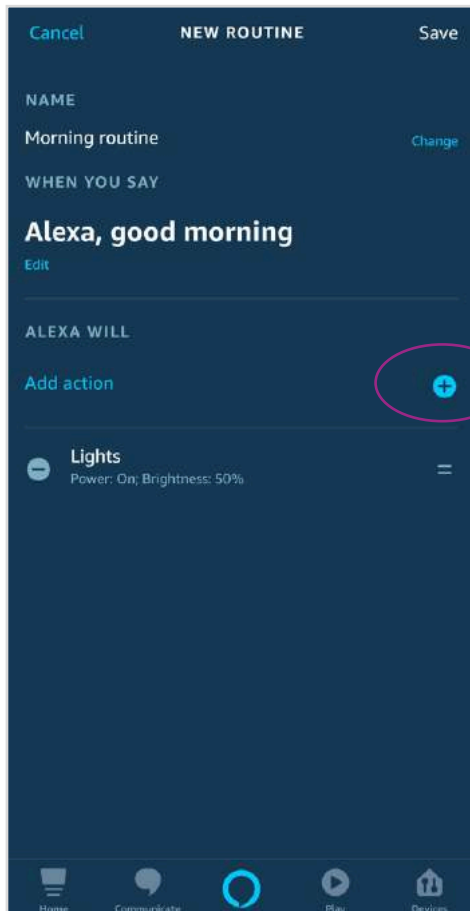 Cancel NEW ROUTINE Save
NAME
Morning routine Change
WHEN YOU SAY
Alexa, good morning
Edit
ALEXA WILL
Add action
Lights
Power: On; Brightness: 50%
Home Communicate Play Devices